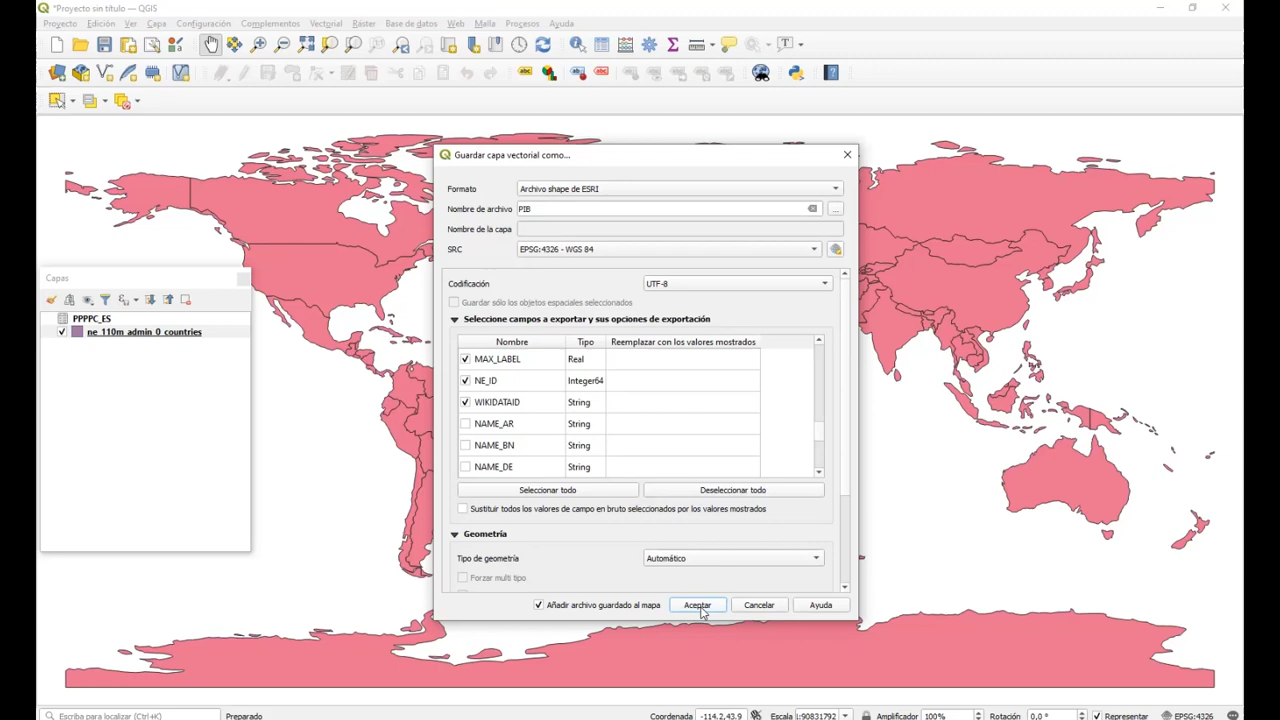 *Proyecto sin título — QGIS
Proyecto Edición Ver Capa Configuración Complementos Vectorial Ráster Base de datos Web Malla Procesos Ayuda
Guardar capa vectorial como...
Formato Archivo shape de ESRI
Nombre de archivo PIB ...
Nombre de la capa
SRC EPSG:4326 - WGS 84
Capas
PPPPC_ES
ne_110m_admin_0_countries
Codificación UTF-8
Guardar sólo los objetos espaciales seleccionados
Seleccione campos a exportar y sus opciones de exportación
Nombre Tipo Reemplazar con los valores mostrados
MAX_LABEL Real
NE_ID Integer64
WIKIDATAID String
NAME_AR String
NAME_BN String
NAME_DE String
Seleccionar todo Deseleccionar todo
Sustituir todos los valores de campo en bruto seleccionados por los valores mostrados
Geometría
Tipo de geometría Automático
Forzar multi tipo
Añadir archivo guardado al mapa Aceptar Cancelar Ayuda
Escriba para localizar (Ctrl+K) Preparado Coordenada -114.2,43.9 Escala 1:90831792 Amplificador 100% Rotación 0,0 ° Representar EPSG:4326